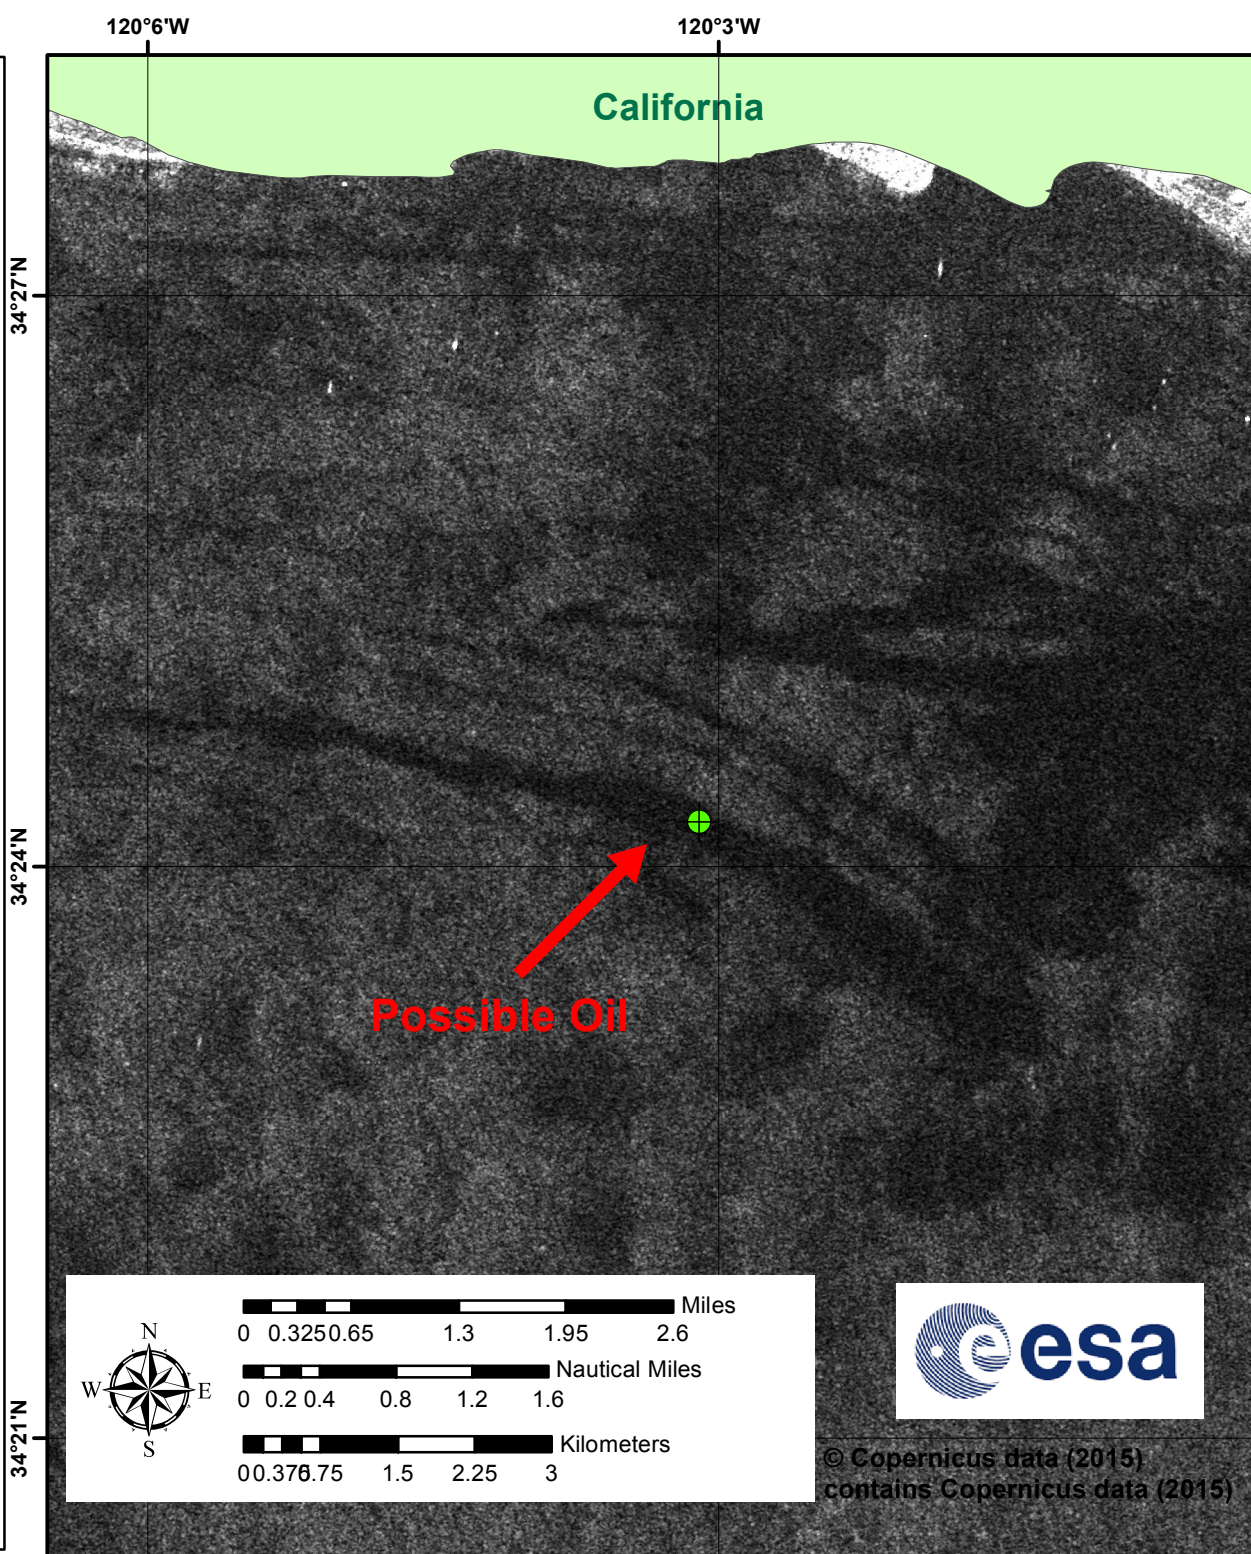 120°6'W
120°3'W
California
34°27'N
34°24'N
34°21'N
Possible Oil
N
W
E
S
Miles
0 0.325 0.65 1.3 1.95 2.6
Nautical Miles
0 0.2 0.4 0.8 1.2 1.6
Kilometers
0 0.375 0.75 1.5 2.25 3
esa
© Copernicus data (2015)
contains Copernicus data (2015)